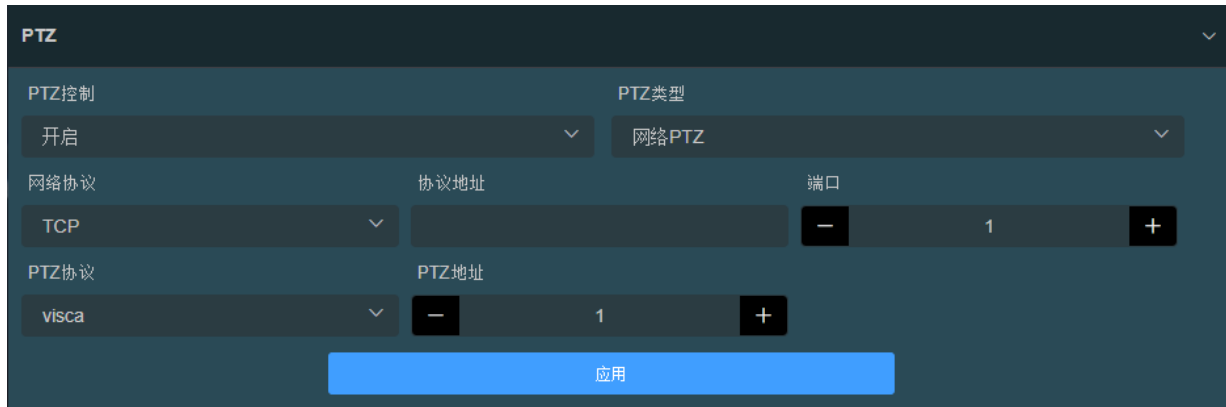 PTZ
PTZ控制 PTZ类型
开启 网络PTZ
网络协议 协议地址 端口
TCP − 1 +
PTZ协议 PTZ地址
visca − 1 +
应用